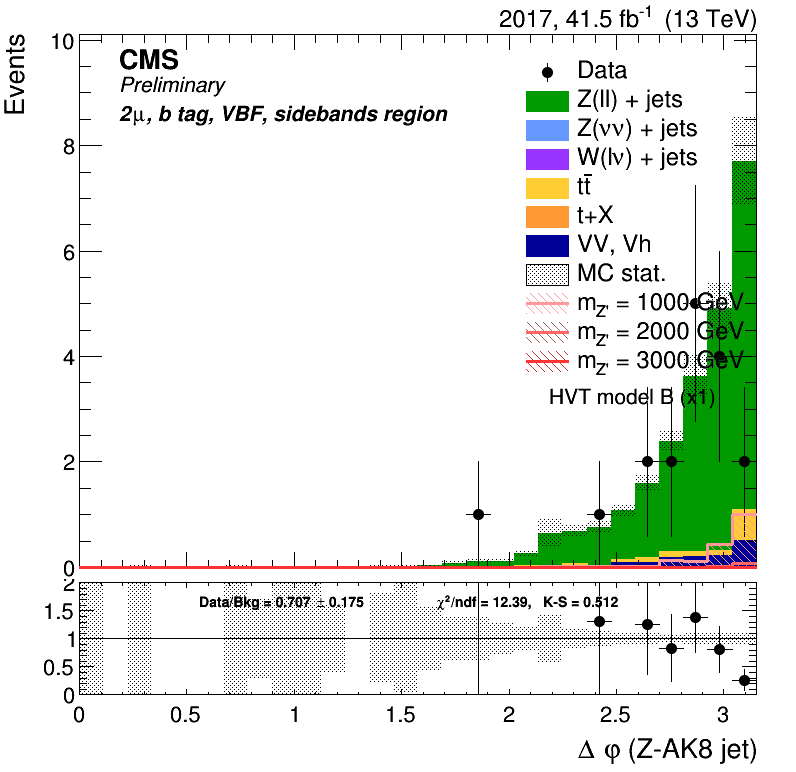 2017, 41.5 fb⁻¹ (13 TeV)
Events
CMS
Preliminary
2μ, b tag, VBF, sidebands region
Data
Z(ll) + jets
Z(νν) + jets
W(lν) + jets
tt̄
t+X
VV, Vh
MC stat.
m_Z' = 1000 GeV
m_Z' = 2000 GeV
m_Z' = 3000 GeV
HVT model B (x1)
10
8
6
4
2
0
2
1.5
1
0.5
0
Data/Bkg = 0.707 ± 0.175
χ²/ndf = 12.39, K-S = 0.512
0 0.5 1 1.5 2 2.5 3
Δ φ (Z-AK8 jet)